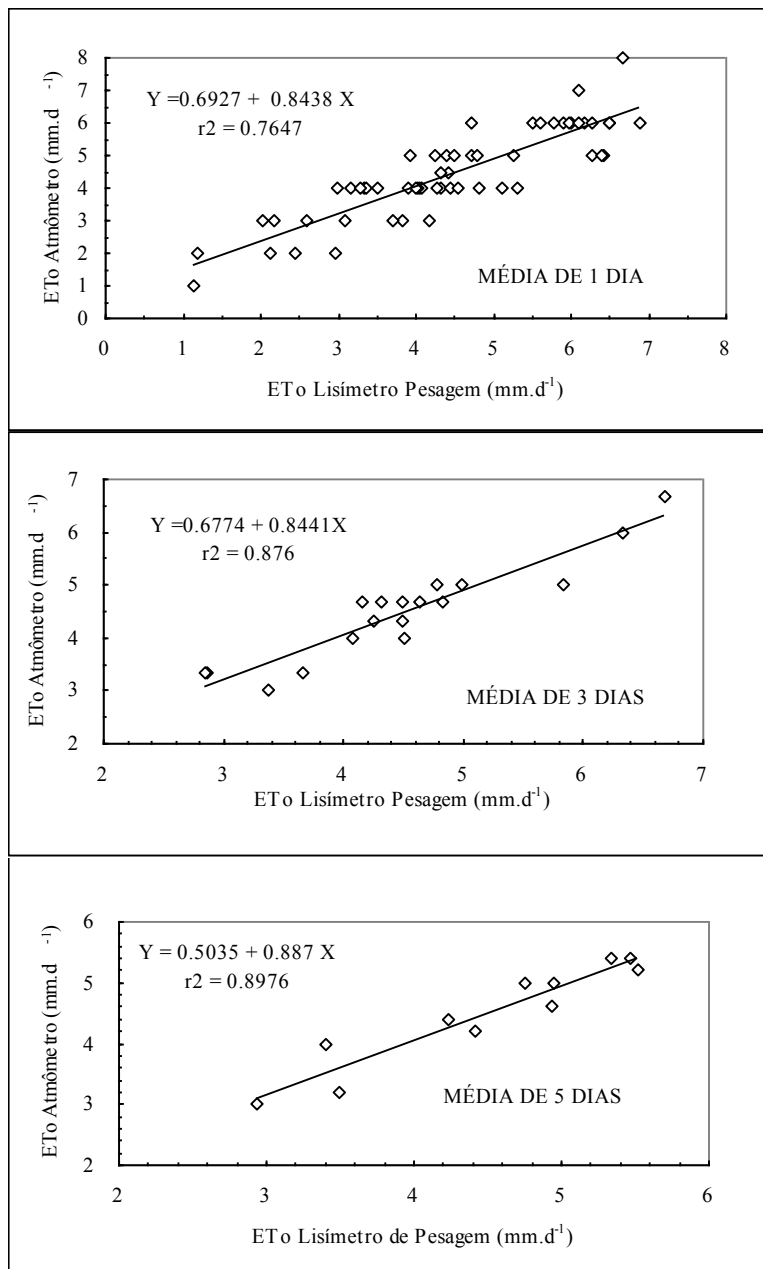 ETo Atmômetro (mm.d -1)
8
7
6
5
4
3
2
1
0
Y =0.6927 + 0.8438 X
r2 = 0.7647
MÉDIA DE 1 DIA
0 1 2 3 4 5 6 7 8
ETo Lisímetro Pesagem (mm.d-1)
ETo Atmômetro (mm.d -1)
7
6
5
4
3
2
Y =0.6774 + 0.8441X
r2 = 0.876
MÉDIA DE 3 DIAS
2 3 4 5 6 7
ETo Lisímetro Pesagem (mm.d-1)
ETo Atmômetro (mm.d -1)
6
5
4
3
2
Y = 0.5035 + 0.887 X
r2 = 0.8976
MÉDIA DE 5 DIAS
2 3 4 5 6
ETo Lisímetro de Pesagem (mm.d-1)